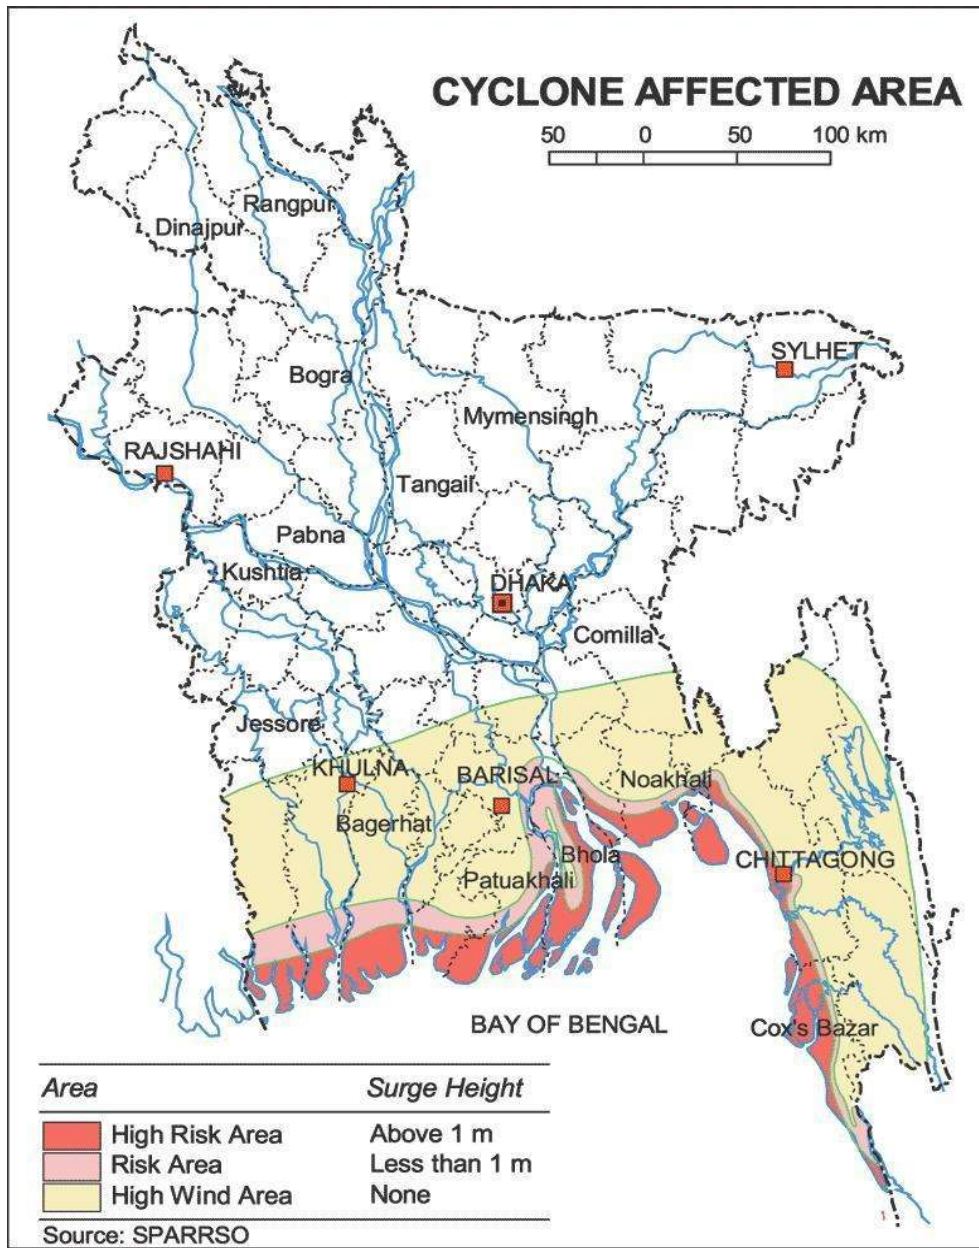 CYCLONE AFFECTED AREA
50 0 50 100 km
Rangpur
Dinajpur
SYLHET
Bogra
Mymensingh
RAJSHAHI
Tangail
Pabna
Kushtia
DHAKA
Comilla
Jessore
KHULNA
BARISAL
Noakhali
Bagerhat
Bhola
CHITTAGONG
Patuakhali
BAY OF BENGAL
Cox's Bazar
Area Surge Height
High Risk Area Above 1 m
Risk Area Less than 1 m
High Wind Area None
Source: SPARRSO
1